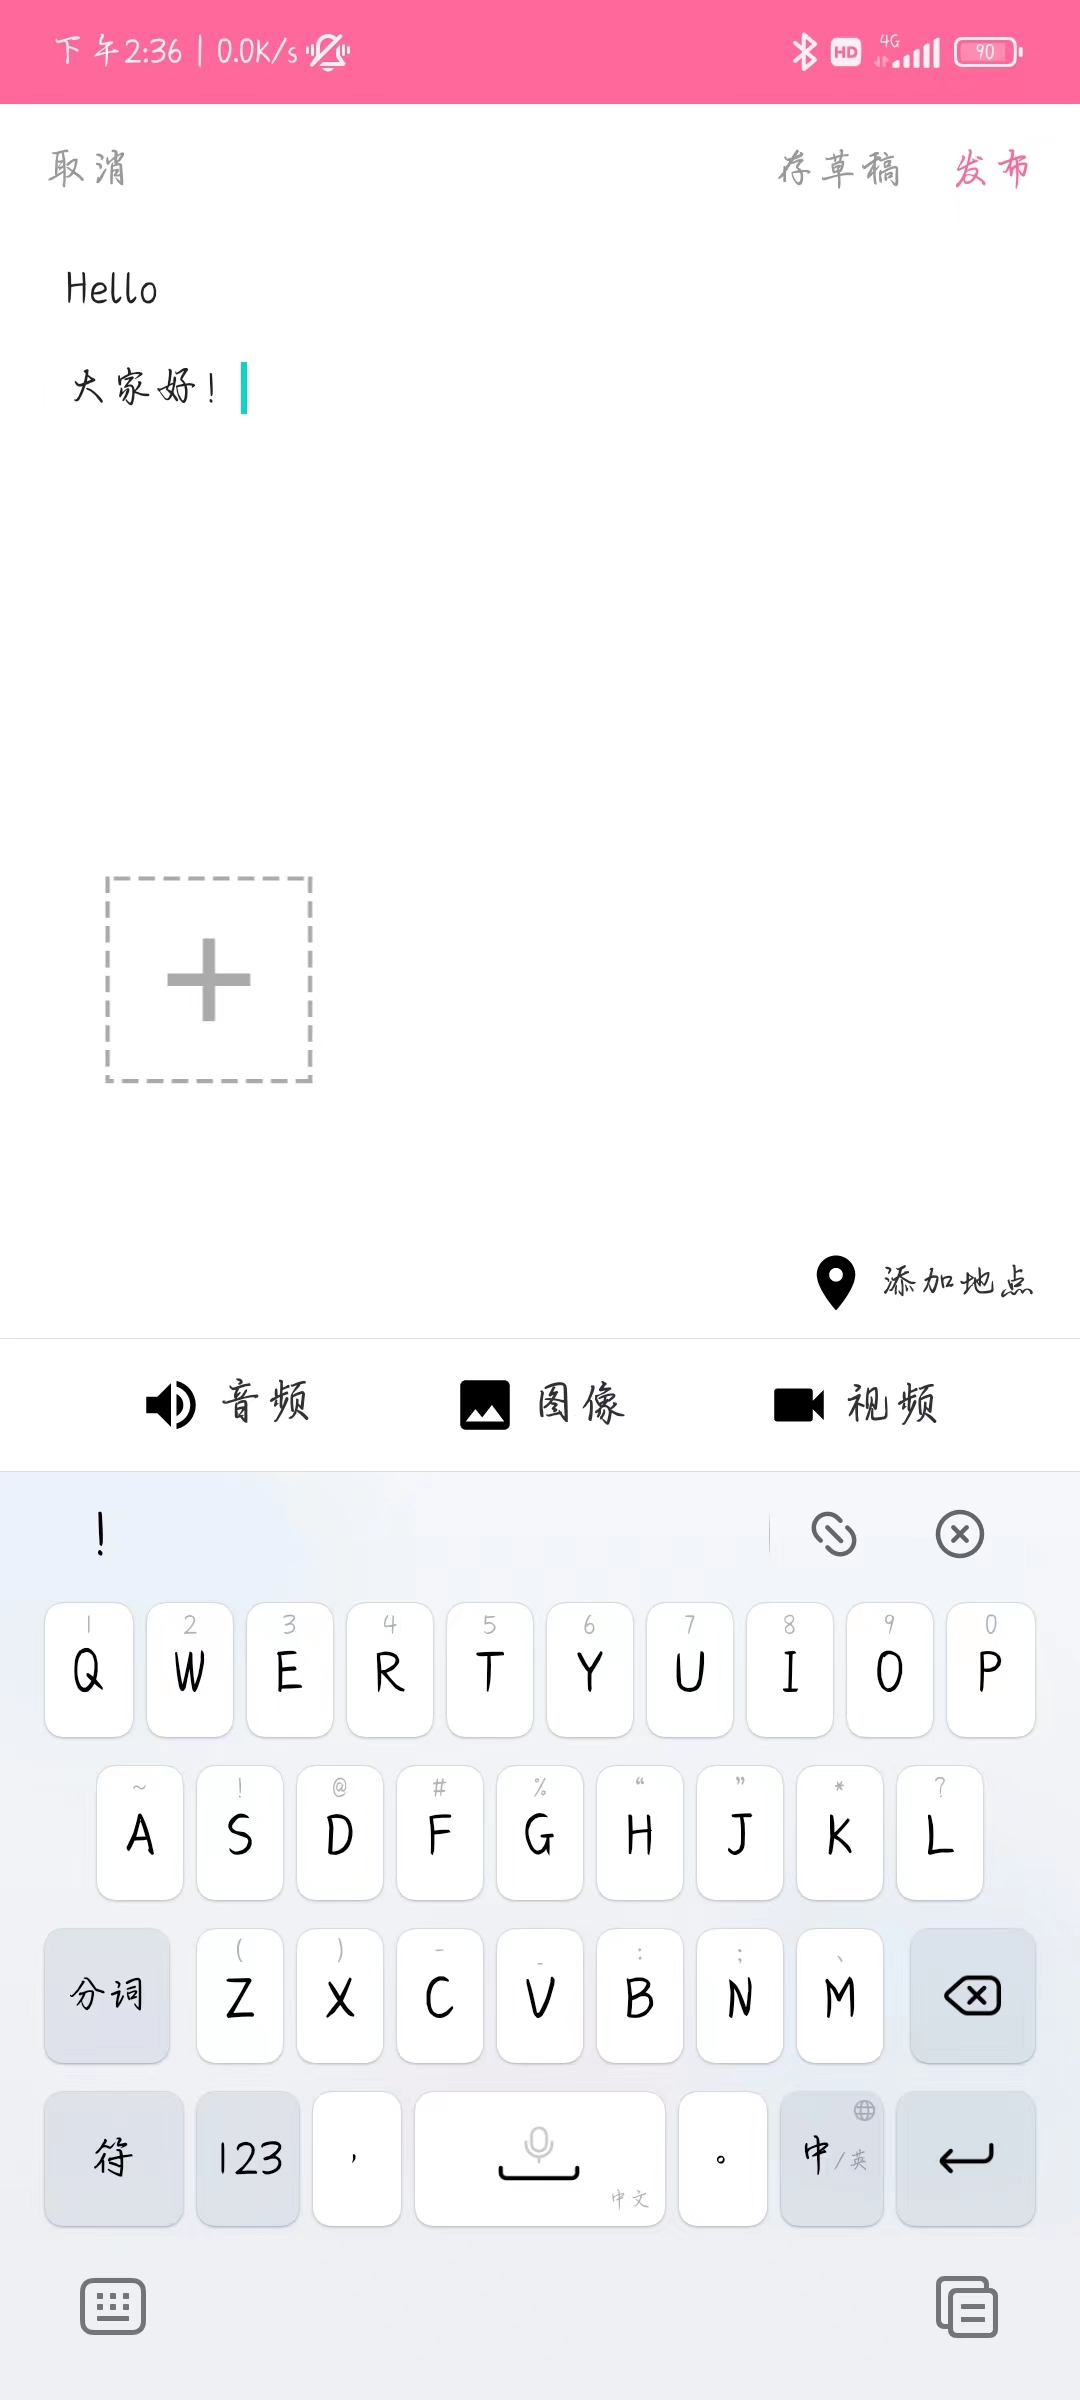 下午2:36 | 0.0K/s
HD 4G 90
取消 存草稿 发布
Hello
大家好！
添加地点
音频 图像 视频
！
1 2 3 4 5 6 7 8 9 0
Q W E R T Y U I O P
~ ! @ # % “ ” * ?
A S D F G H J K L
( ) - _ : ; 、
分词 Z X C V B N M
符 123 ， 中文 。 中/英